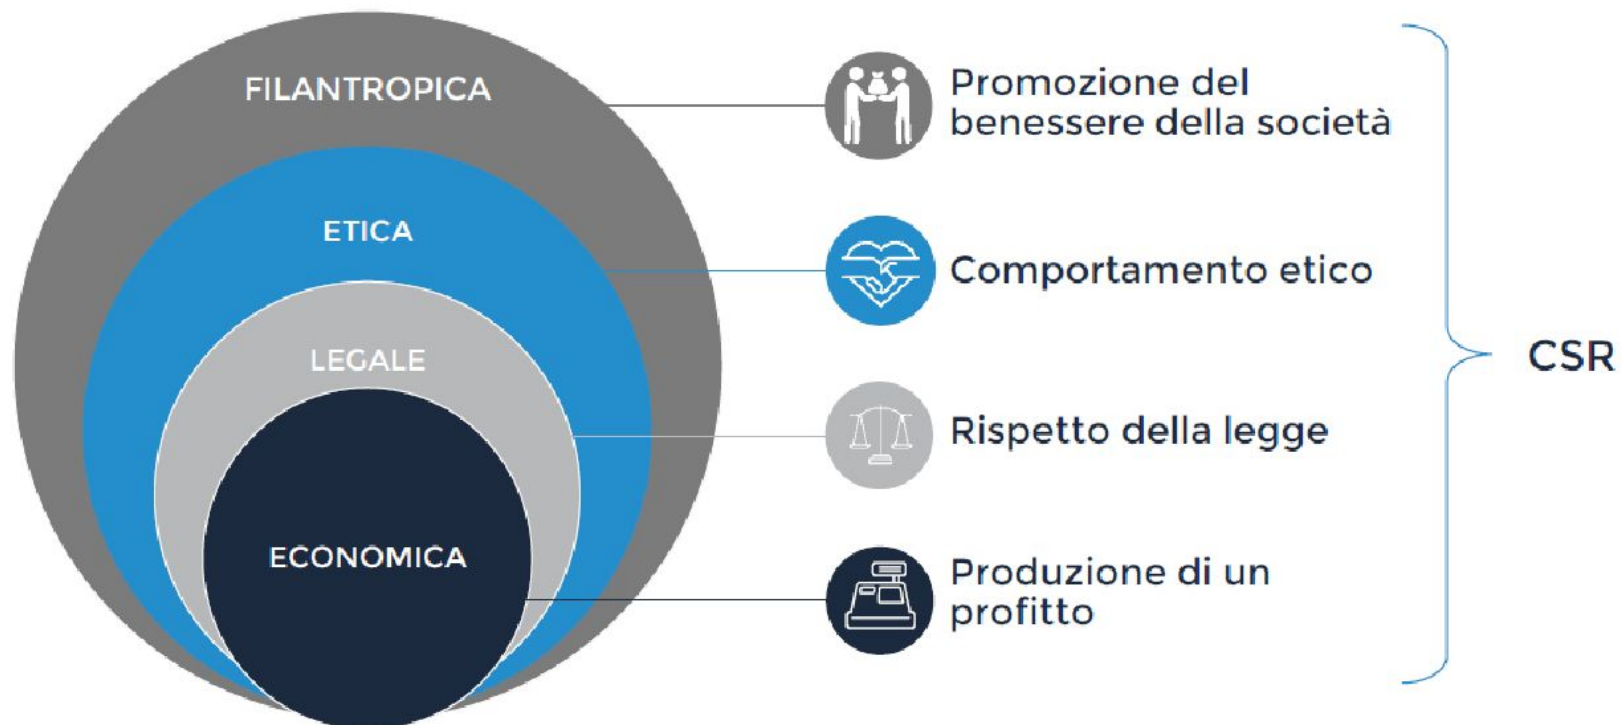 FILANTROPICA
Promozione del
benessere della società
ETICA
Comportamento etico
CSR
LEGALE
Rispetto della legge
ECONOMICA
Produzione di un
profitto